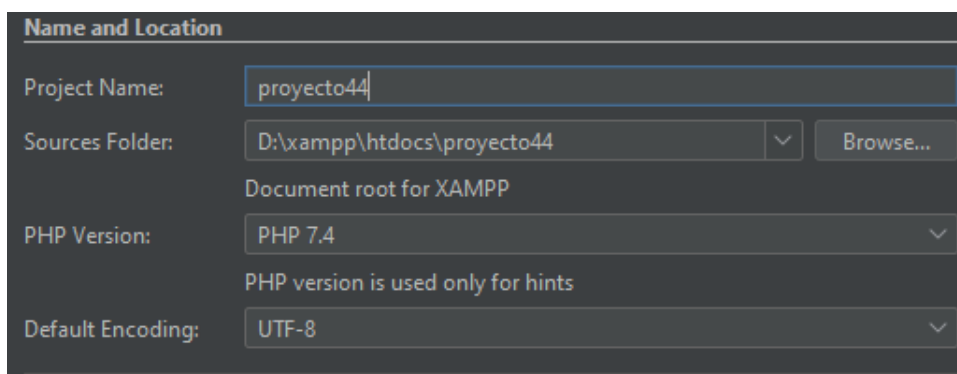 Name and Location
Project Name: proyecto44
Sources Folder: D:\xampp\htdocs\proyecto44 Browse...
Document root for XAMPP
PHP Version: PHP 7.4
PHP version is used only for hints
Default Encoding: UTF-8